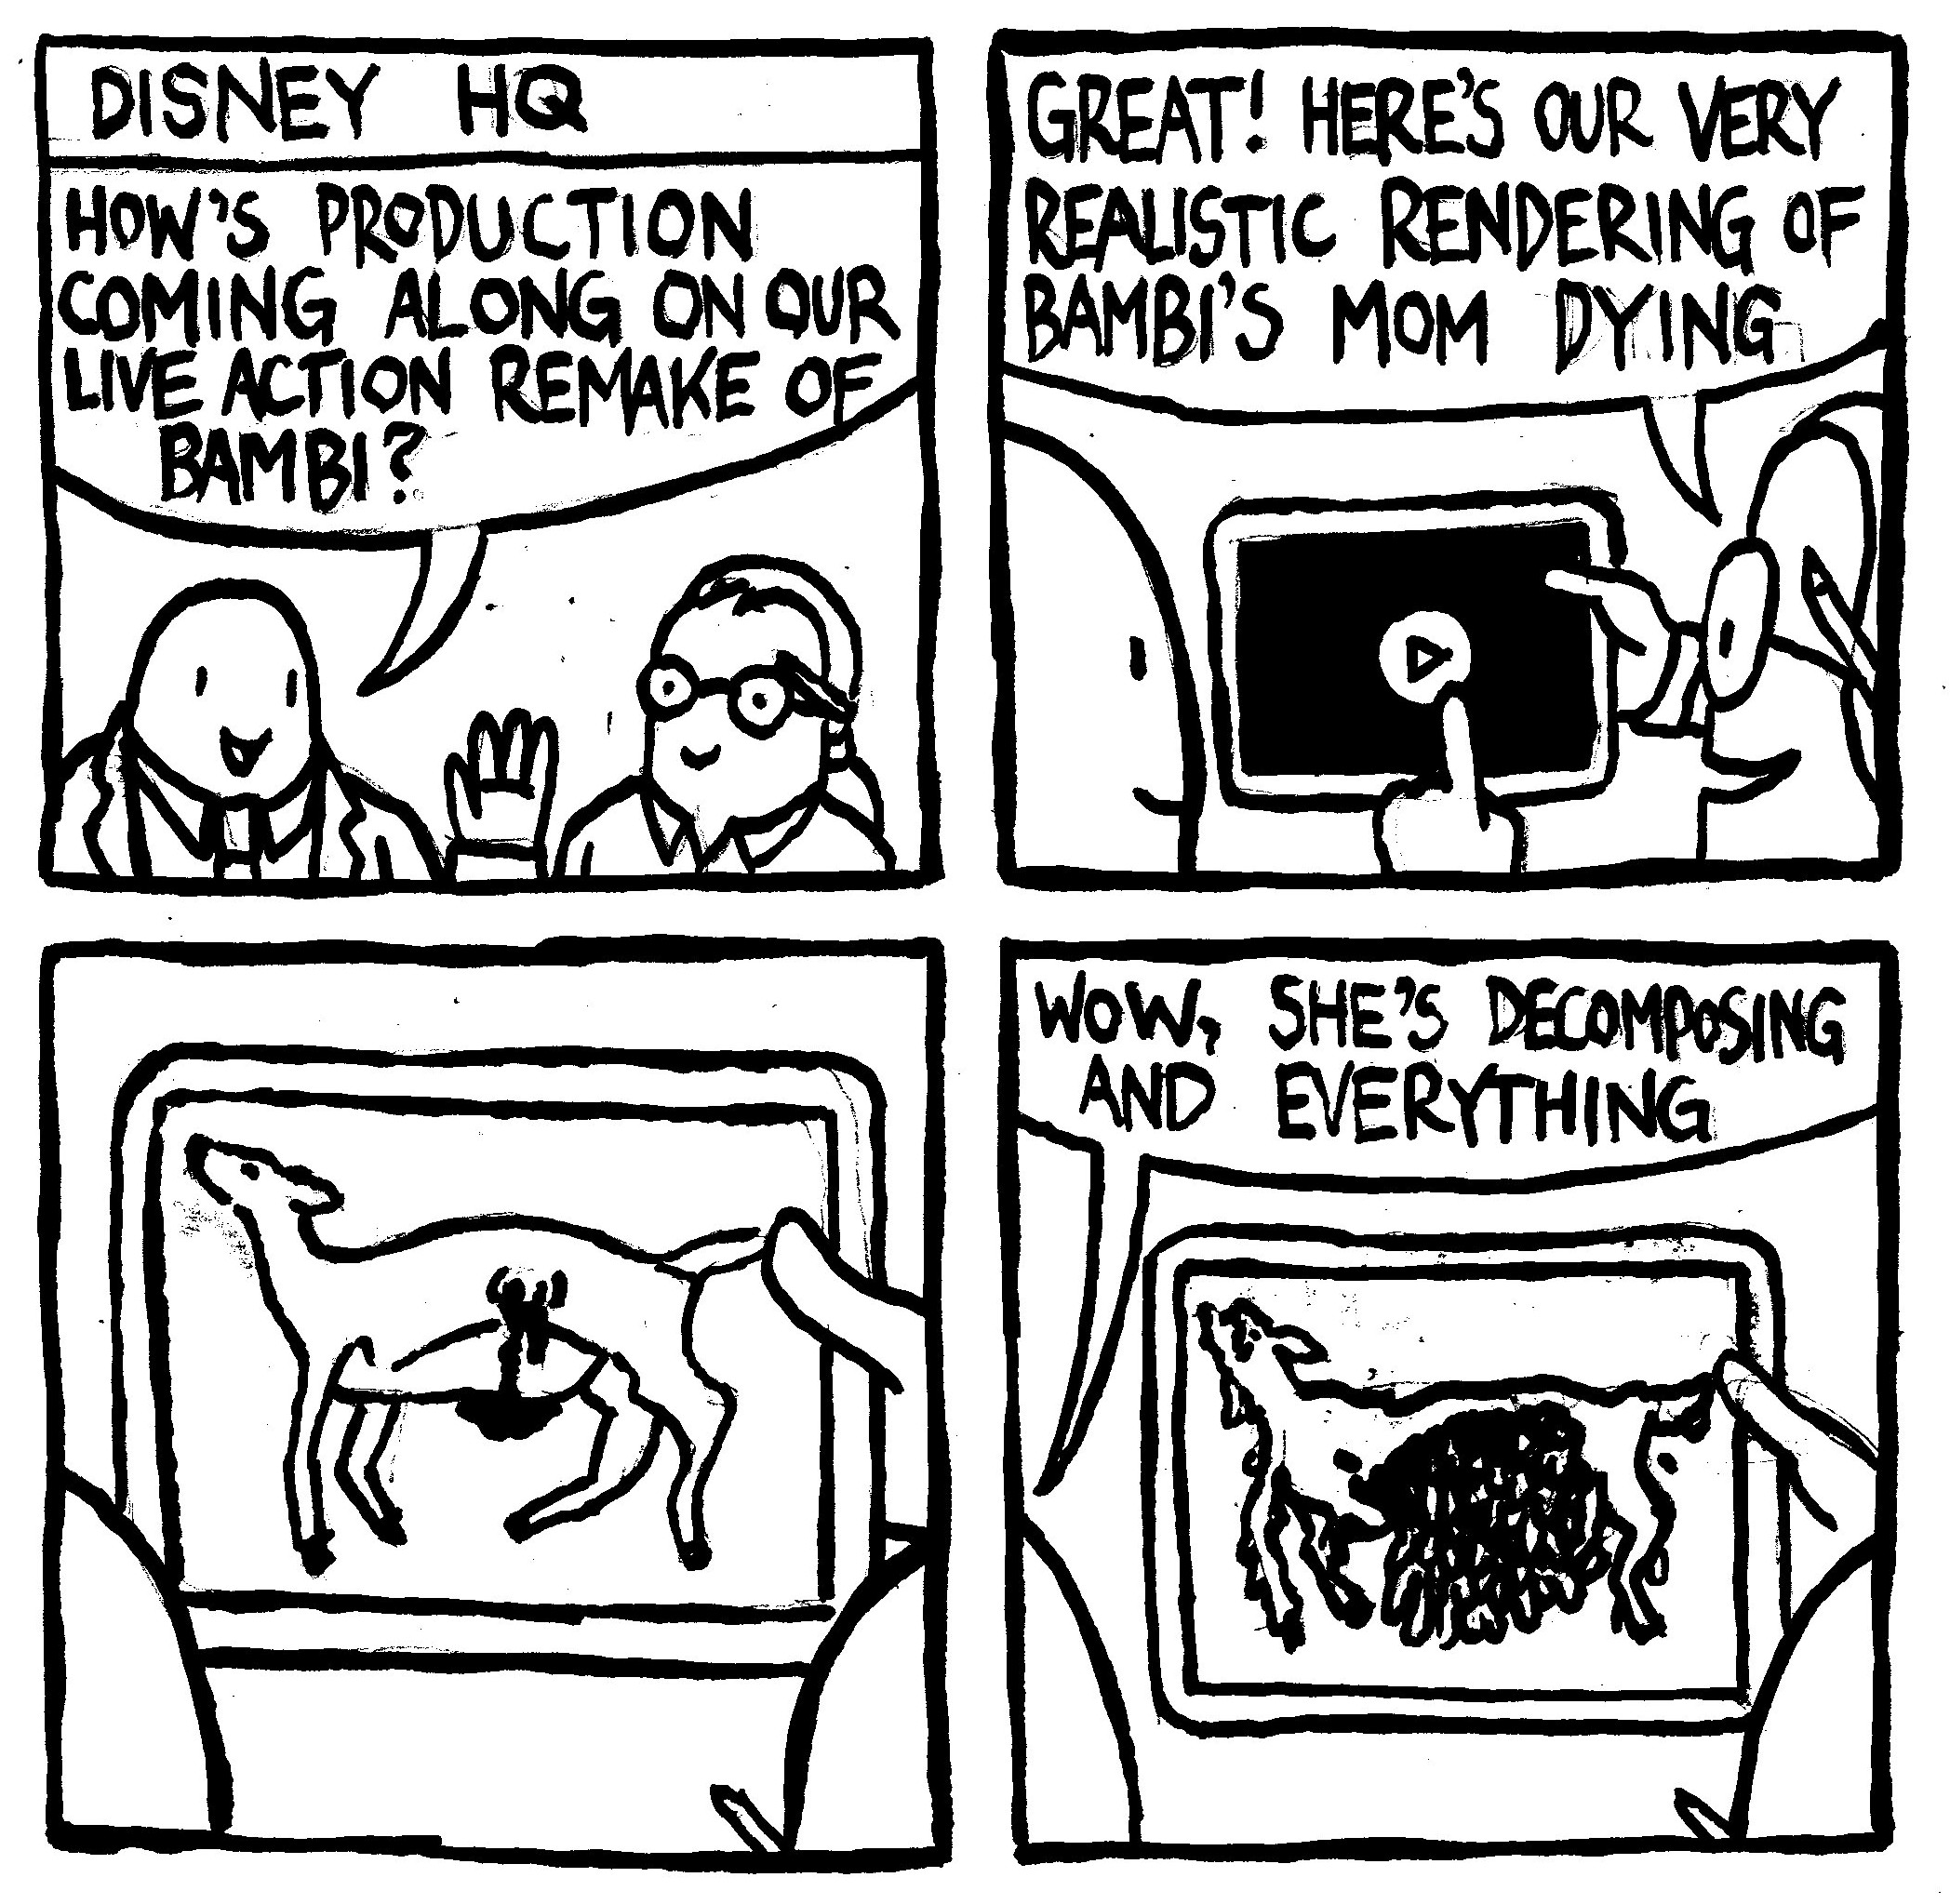 DISNEY HQ
HOW'S PRODUCTION
COMING ALONG ON OUR
LIVE ACTION REMAKE OF
BAMBI?
GREAT! HERE'S OUR VERY
REALISTIC RENDERING OF
BAMBI'S MOM DYING
WOW, SHE'S DECOMPOSING
AND EVERYTHING